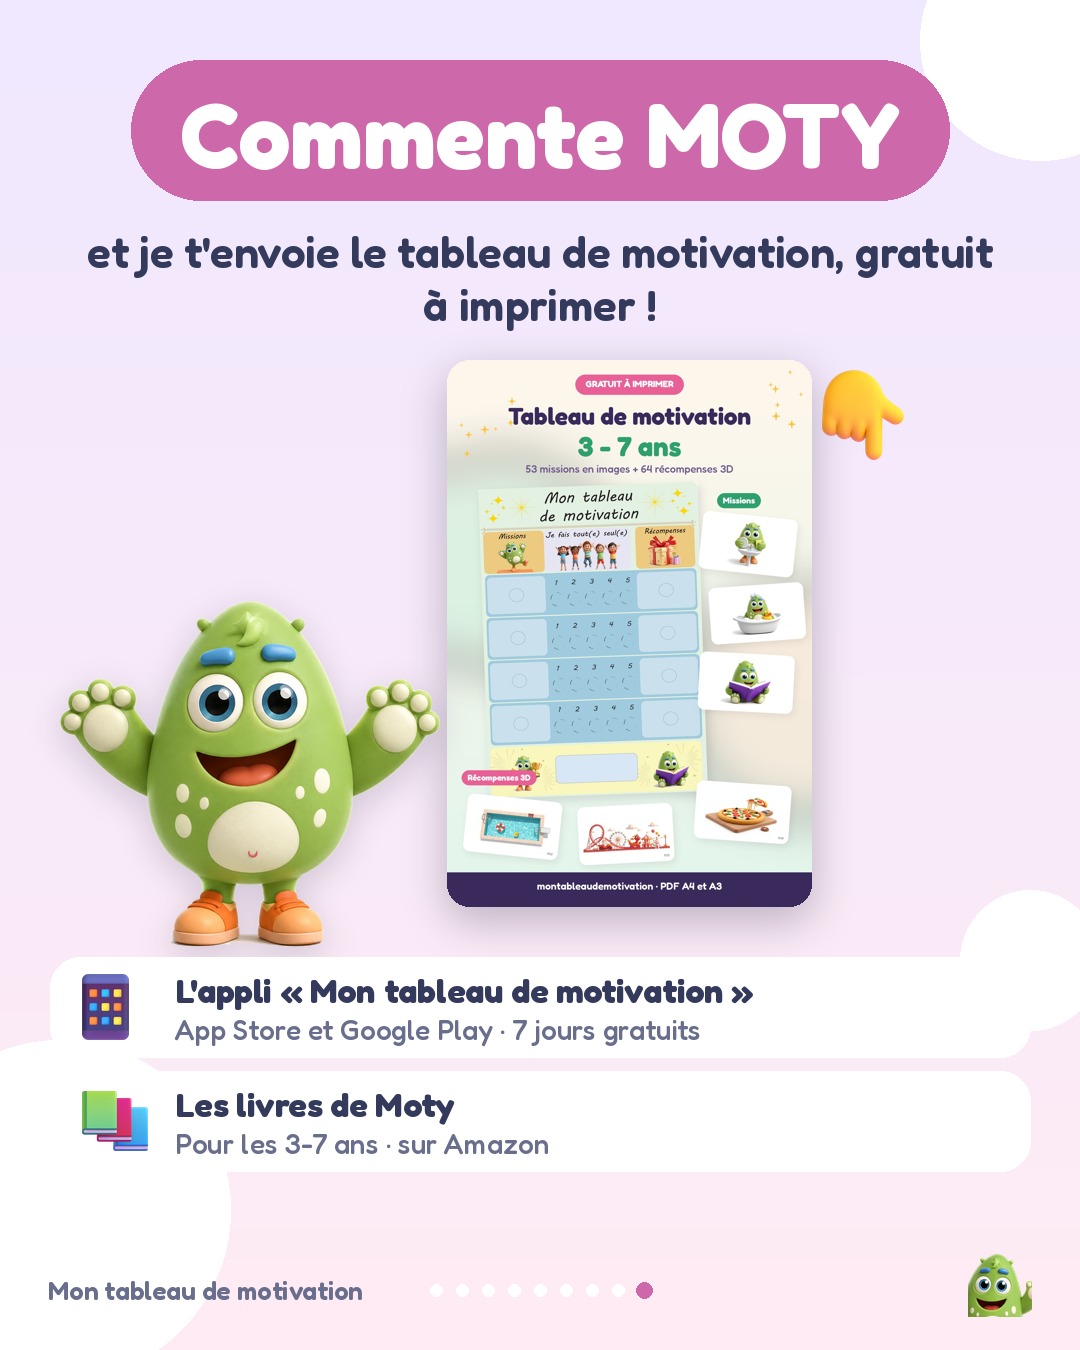 Commente MOTY
et je t'envoie le tableau de motivation, gratuit
à imprimer !
GRATUIT À IMPRIMER
Tableau de motivation
3 - 7 ans
53 missions en images + 64 récompenses 3D
Mon tableau
de motivation
Missions
Missions
Je fais tout(e) seul(e)
Récompenses
1 2 3 4 5
1 2 3 4 5
1 2 3 4 5
1 2 3 4 5
Récompenses 3D
montableaudemotivation · PDF A4 et A3
L'appli « Mon tableau de motivation »
App Store et Google Play · 7 jours gratuits
Les livres de Moty
Pour les 3-7 ans · sur Amazon
Mon tableau de motivation